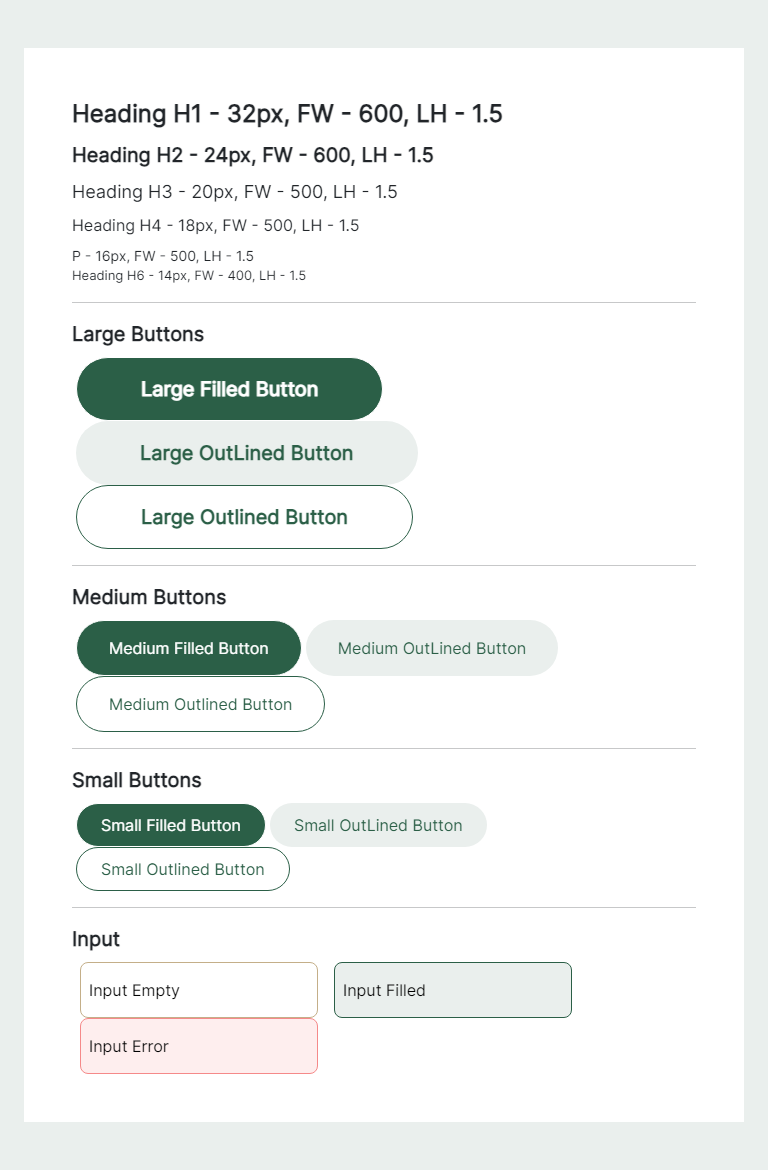 Heading H1 - 32px, FW - 600, LH - 1.5
Heading H2 - 24px, FW - 600, LH - 1.5
Heading H3 - 20px, FW - 500, LH - 1.5
Heading H4 - 18px, FW - 500, LH - 1.5
P - 16px, FW - 500, LH - 1.5
Heading H6 - 14px, FW - 400, LH - 1.5
Large Buttons
Large Filled Button
Large OutLined Button
Large Outlined Button
Medium Buttons
Medium Filled Button Medium OutLined Button
Medium Outlined Button
Small Buttons
Small Filled Button Small OutLined Button
Small Outlined Button
Input
Input Empty Input Filled
Input Error